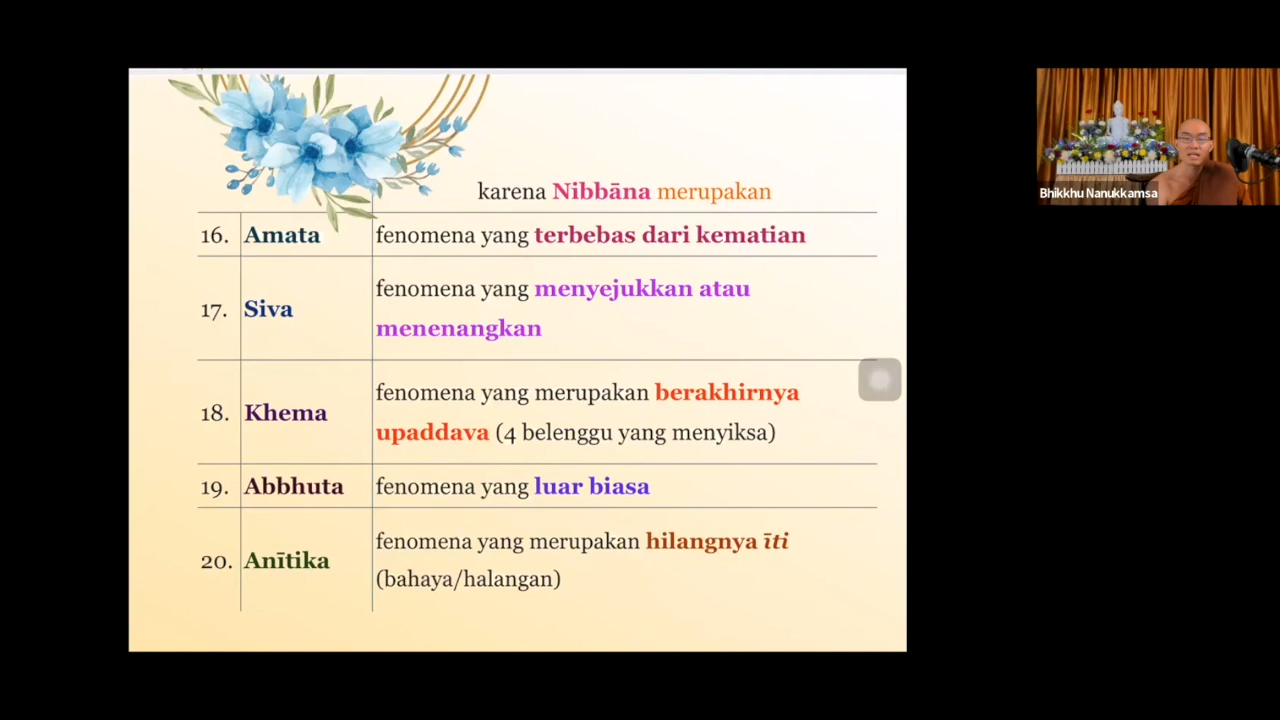 karena Nibbāna merupakan
16. Amata fenomena yang terbebas dari kematian
17. Siva fenomena yang menyejukkan atau
menenangkan
18. Khema fenomena yang merupakan berakhirnya
upaddava (4 belenggu yang menyiksa)
19. Abbhuta fenomena yang luar biasa
20. Anītika fenomena yang merupakan hilangnya īti
(bahaya/halangan)
Bhikkhu Nanukkamsa